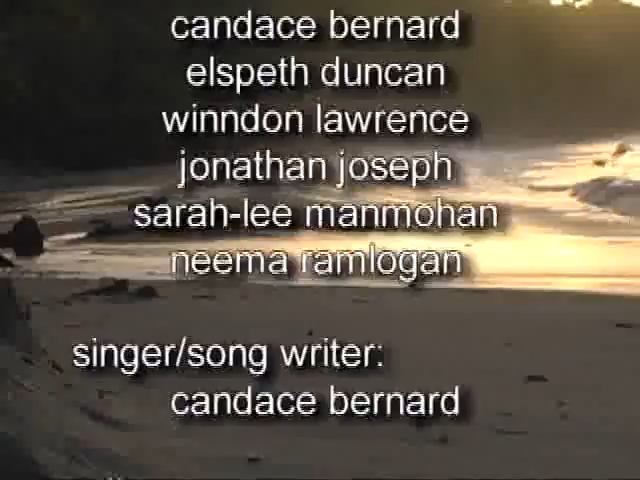 candace bernard
elspeth duncan
winndon lawrence
jonathan joseph
sarah-lee manmohan
neema ramlogan
singer/song writer:
candace bernard